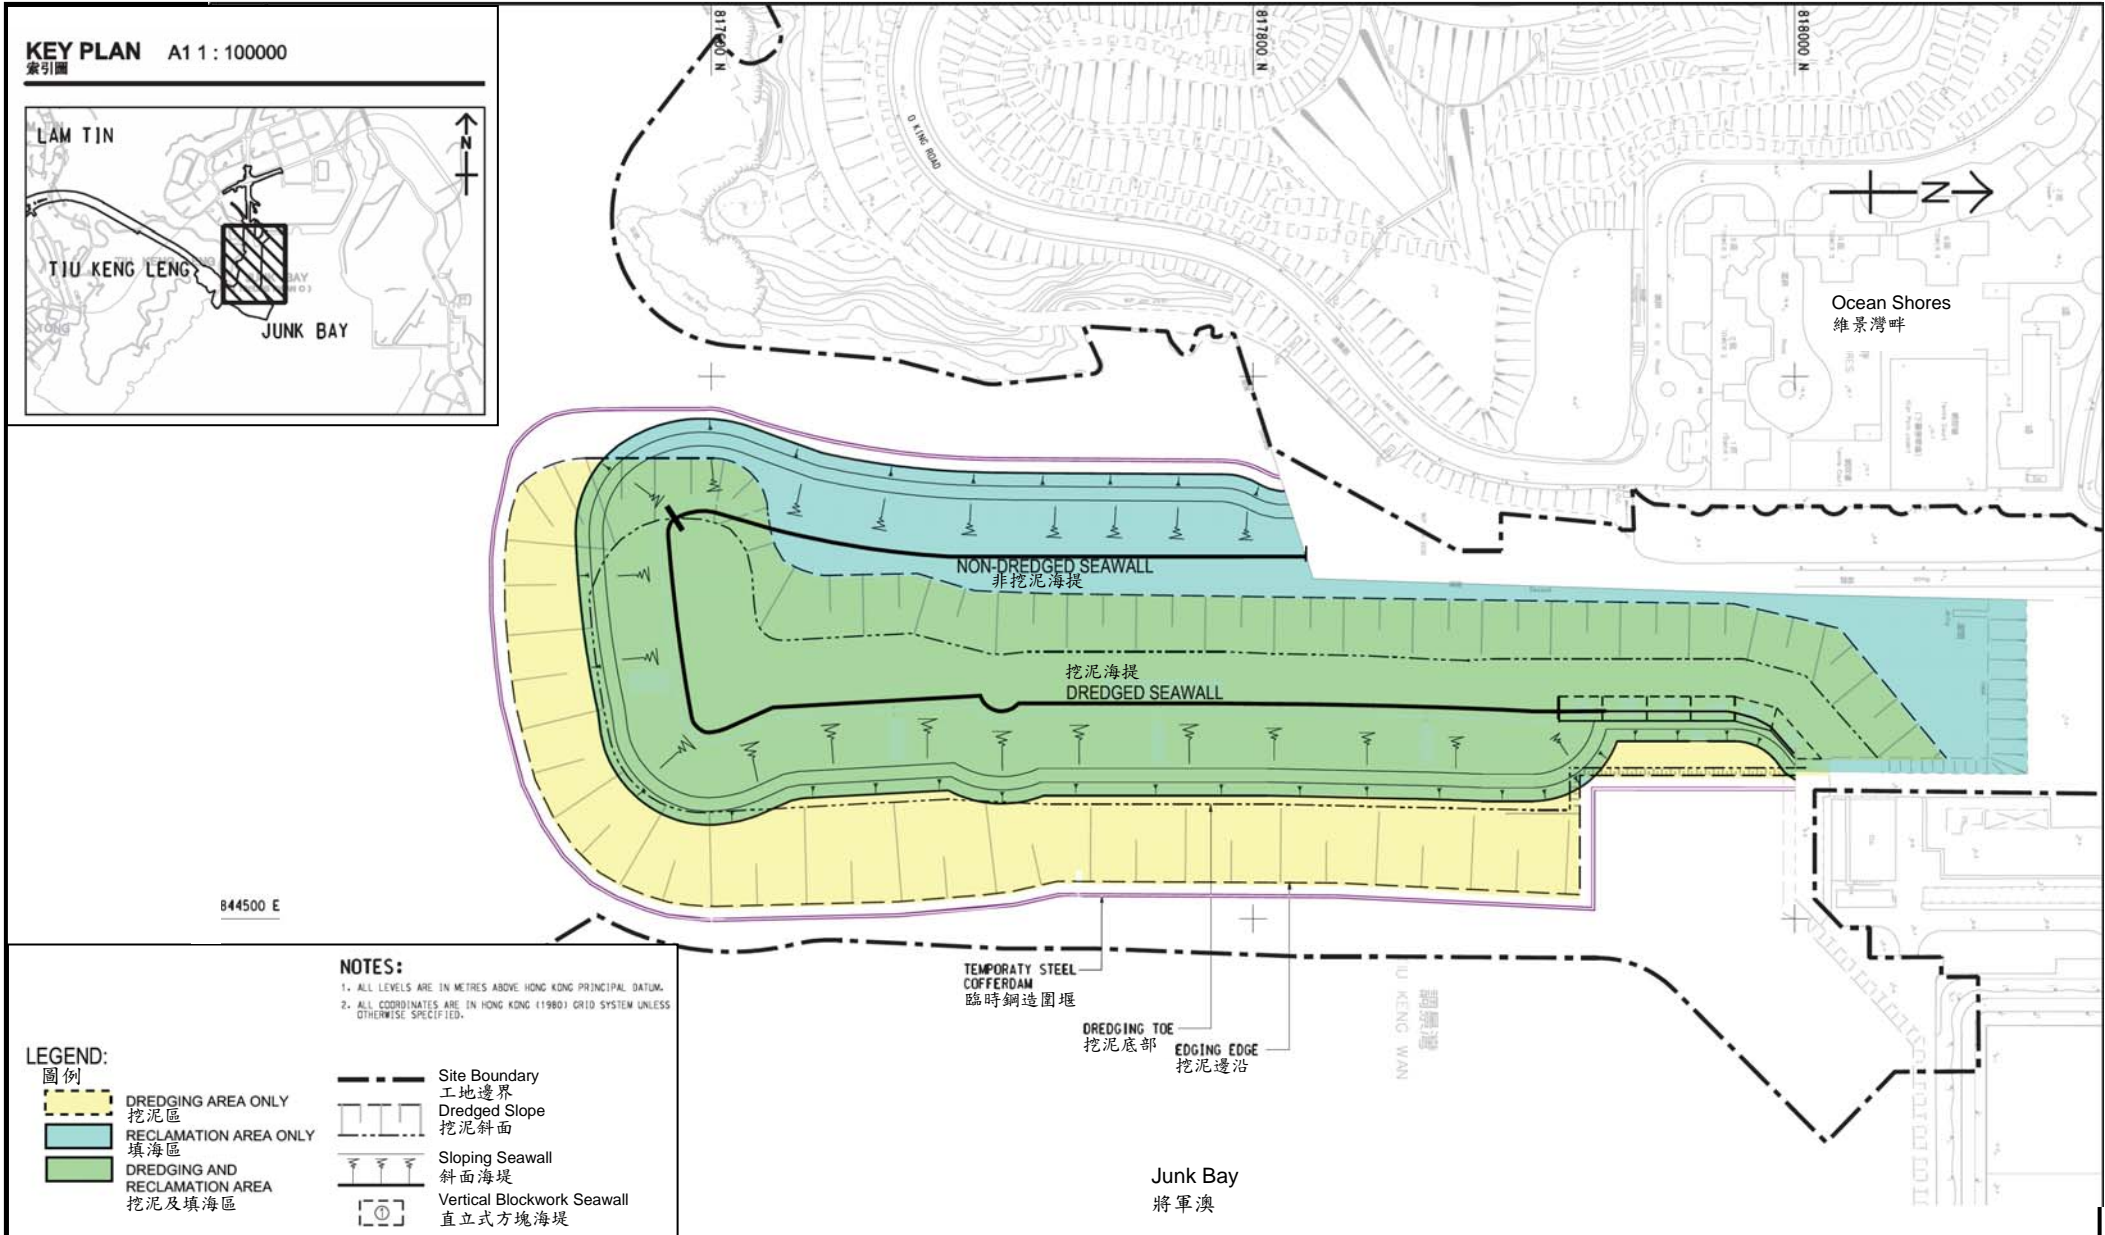 KEY PLAN A1 1 : 100000
索引圖
LAM TIN
N
TIU KENG LENG
JUNK BAY
817600 N
817800 N
818000 N
O KING ROAD
N
Ocean Shores
維景灣畔
NON-DREDGED SEAWALL
非挖泥海堤
挖泥海堤
DREDGED SEAWALL
844500 E
TEMPORATY STEEL
COFFERDAM
臨時鋼造圍堰
DREDGING TOE
挖泥底部
EDGING EDGE
挖泥邊沿
調景灣
IU KENG WAN
Junk Bay
將軍澳
NOTES:
1. ALL LEVELS ARE IN METRES ABOVE HONG KONG PRINCIPAL DATUM.
2. ALL COORDINATES ARE IN HONG KONG (1980) GRID SYSTEM UNLESS
OTHERWISE SPECIFIED.
LEGEND:
圖例
DREDGING AREA ONLY
挖泥區
RECLAMATION AREA ONLY
填海區
DREDGING AND
RECLAMATION AREA
挖泥及填海區
Site Boundary
工地邊界
Dredged Slope
挖泥斜面
Sloping Seawall
斜面海堤
1
Vertical Blockwork Seawall
直立式方塊海堤